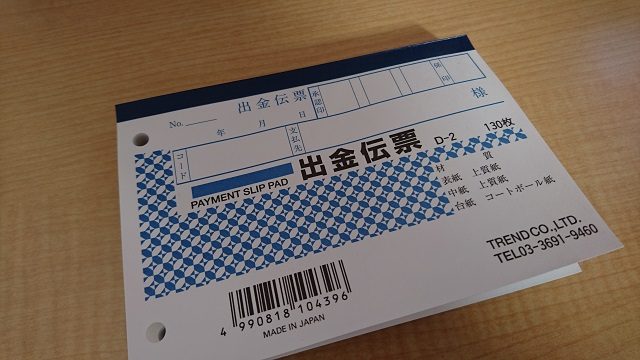 No.
出金伝票
承認印
係印
年 月 日
コード
支払先
様
PAYMENT SLIP PAD
出金伝票 D-2 130枚
材 質
表紙 上質紙
中紙 上質紙
台紙 コートボール紙
TREND CO., LTD.
TEL03-3691-9460
4 990818 104396
MADE IN JAPAN